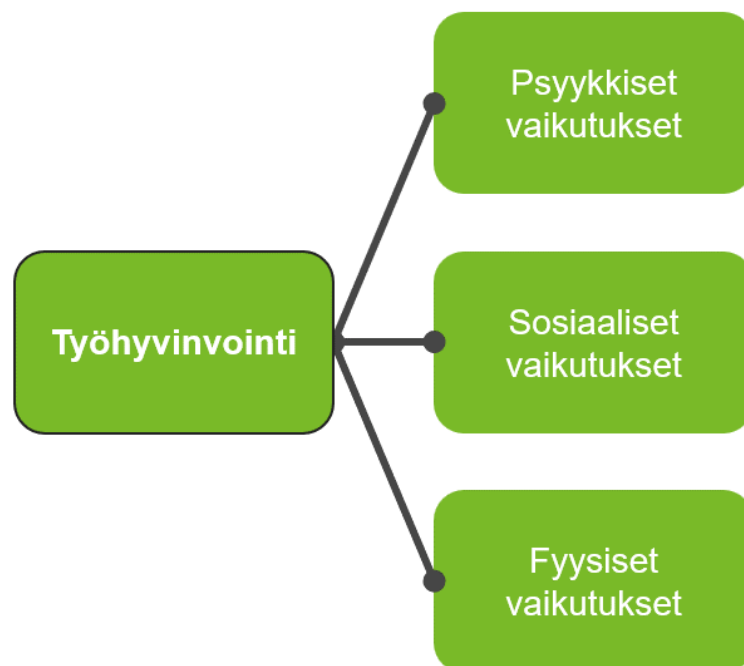 Psyykkiset
vaikutukset
Työhyvinvointi
Sosiaaliset
vaikutukset
Fyysiset
vaikutukset